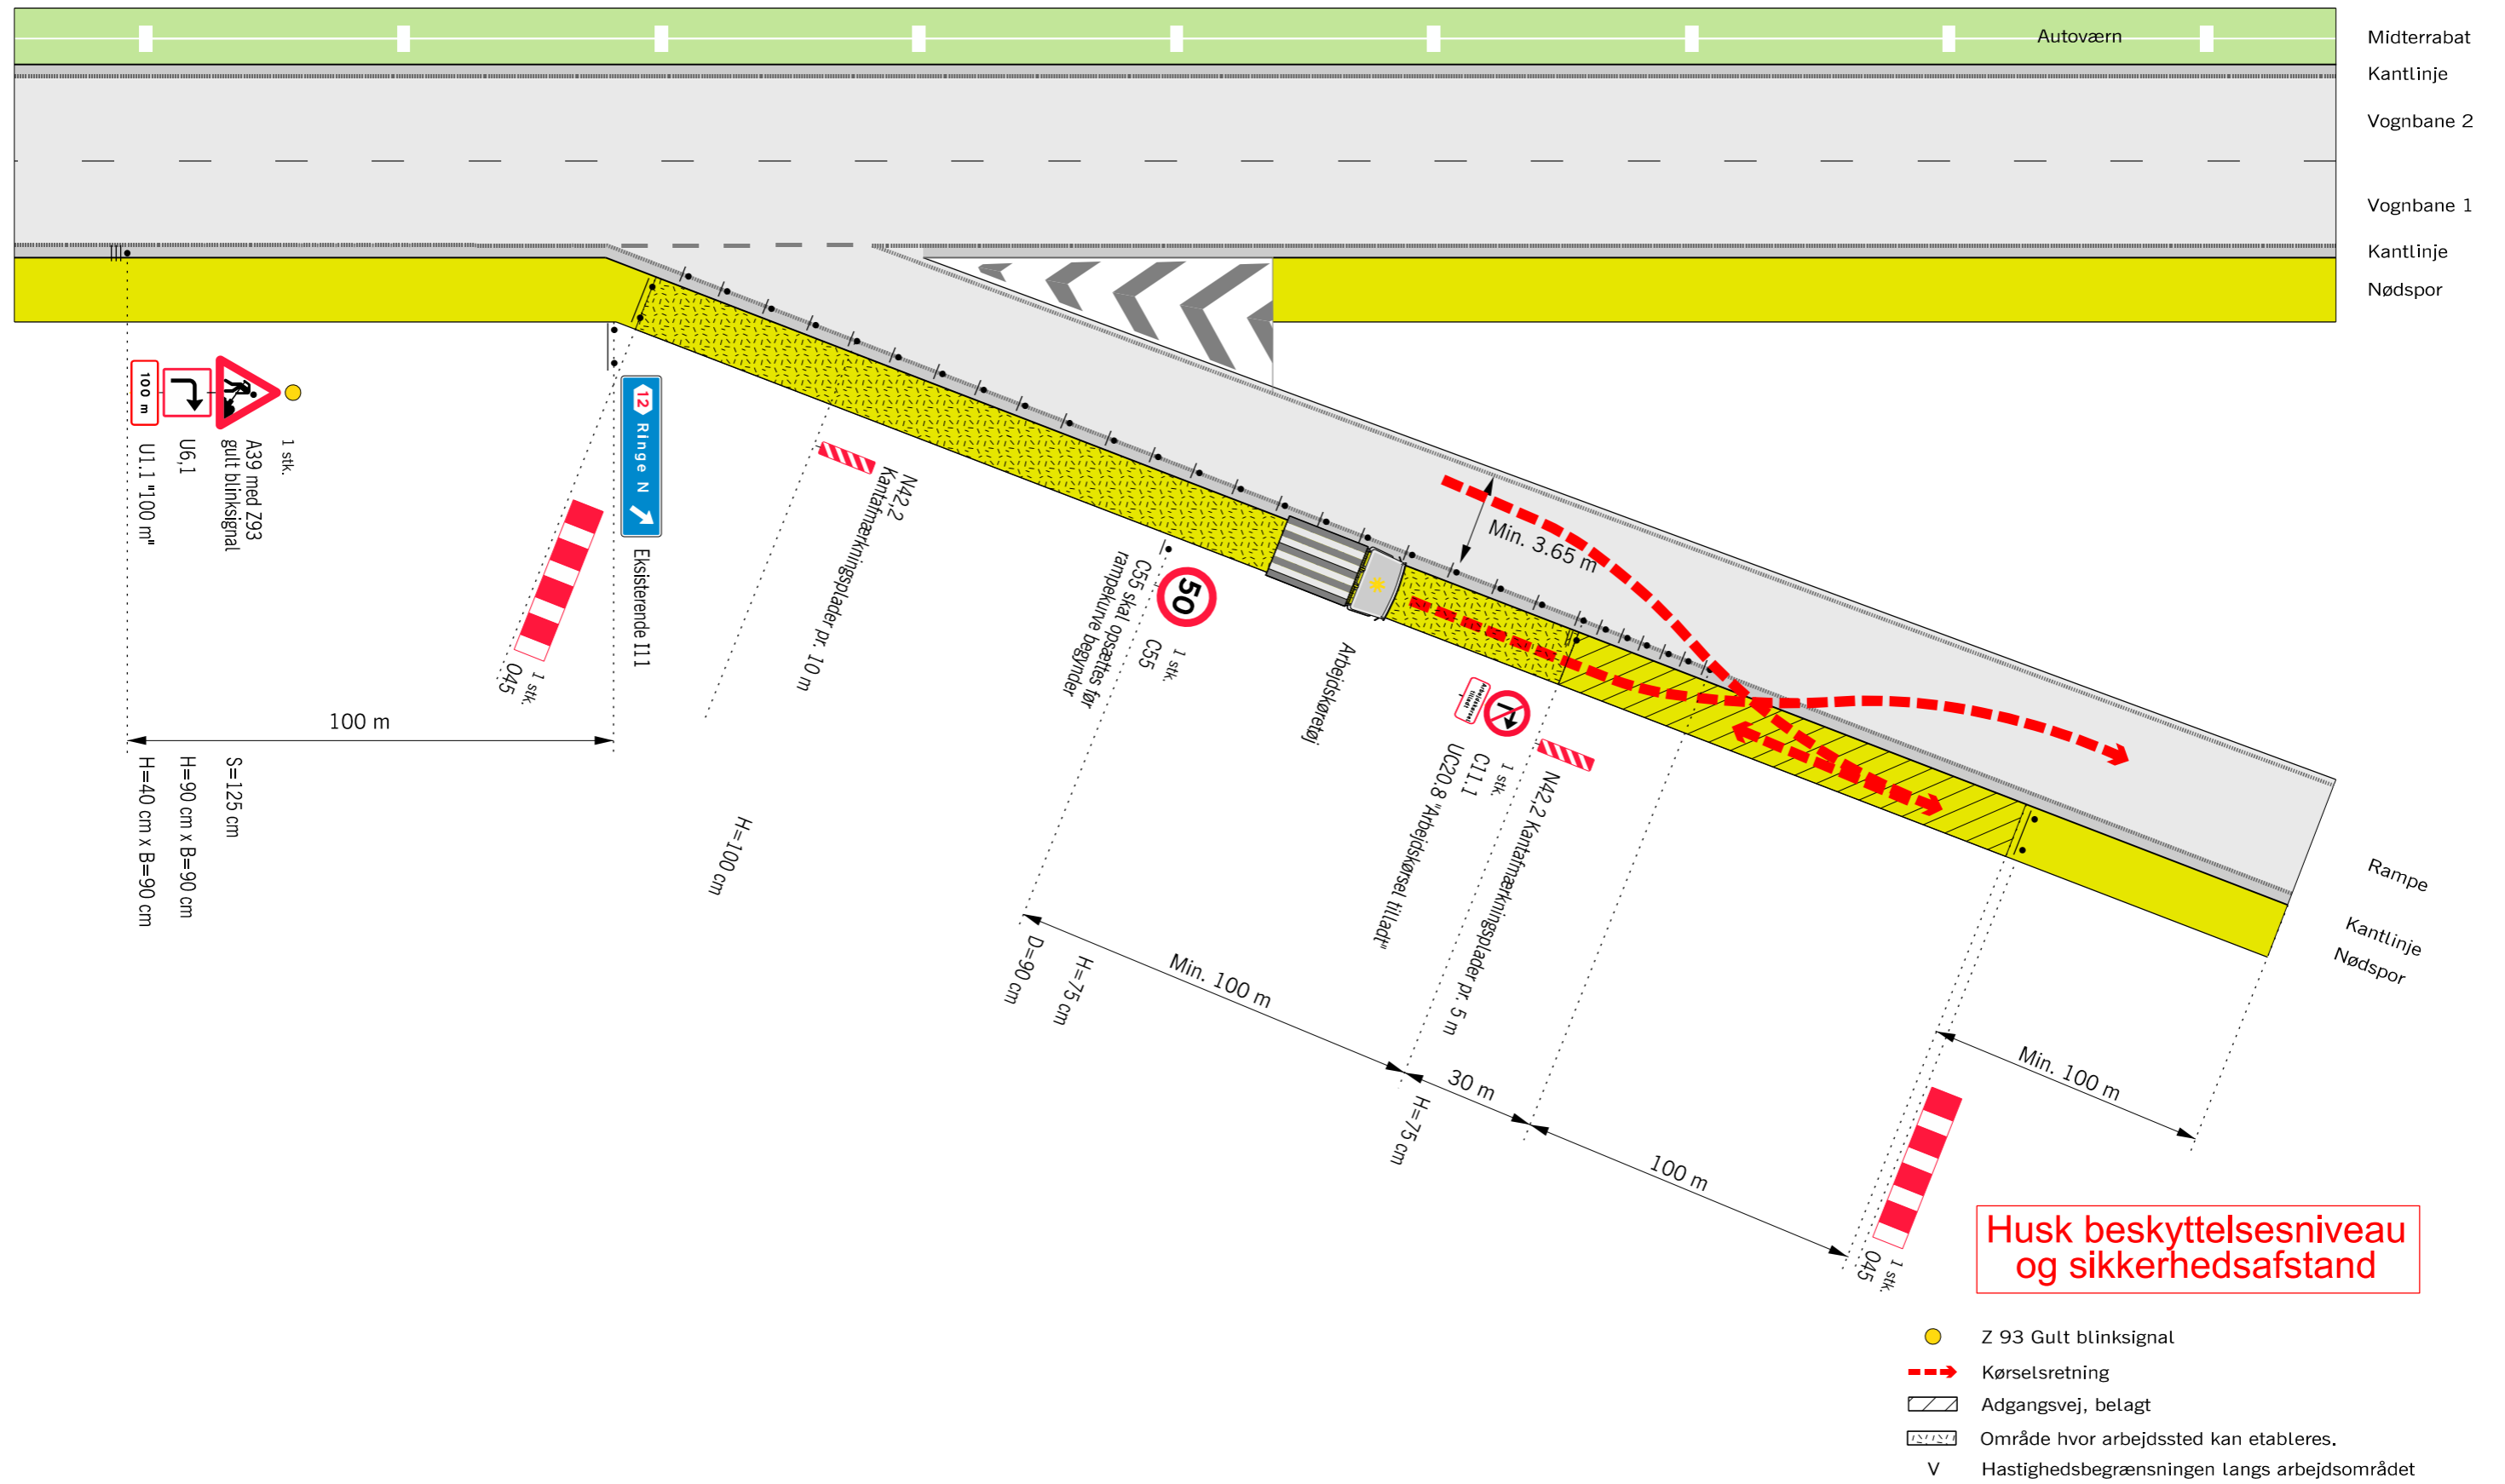 Autoværn
Midterrabat
Kantlinje
Vognbane 2
Vognbane 1
Kantlinje
Nødspor
100 m
U1.1 "100 m"
U6,1
A39 med Z93
gult blinksignal
1 stk.
12 Ringe N
Eksisterende I11
1 stk.
O45
100 m
H=40 cm x B=90 cm
H=90 cm x B=90 cm
S=125 cm
N42,2
Kantafmærkningsplader pr. 10 m
H=100 cm
50
1 stk.
C55
C55 skal opsættes før
rampekurve begynder
D=90 cm
H=75 cm
Arbejdskøretøj
Min. 3.65 m
Arbejdskørsel
tilladt
1 stk.
C11.1
UC20.8 "Arbejdskørsel tilladt"
N42,2 Kantafmærkningsplader pr. 5 m
H=75 cm
Min. 100 m
30 m
100 m
Min. 100 m
1 stk.
O45
Rampe
Kantlinje
Nødspor
Husk beskyttelsesniveau
og sikkerhedsafstand
Z 93 Gult blinksignal
Kørselsretning
Adgangsvej, belagt
Område hvor arbejdssted kan etableres.
V Hastighedsbegrænsningen langs arbejdsområdet